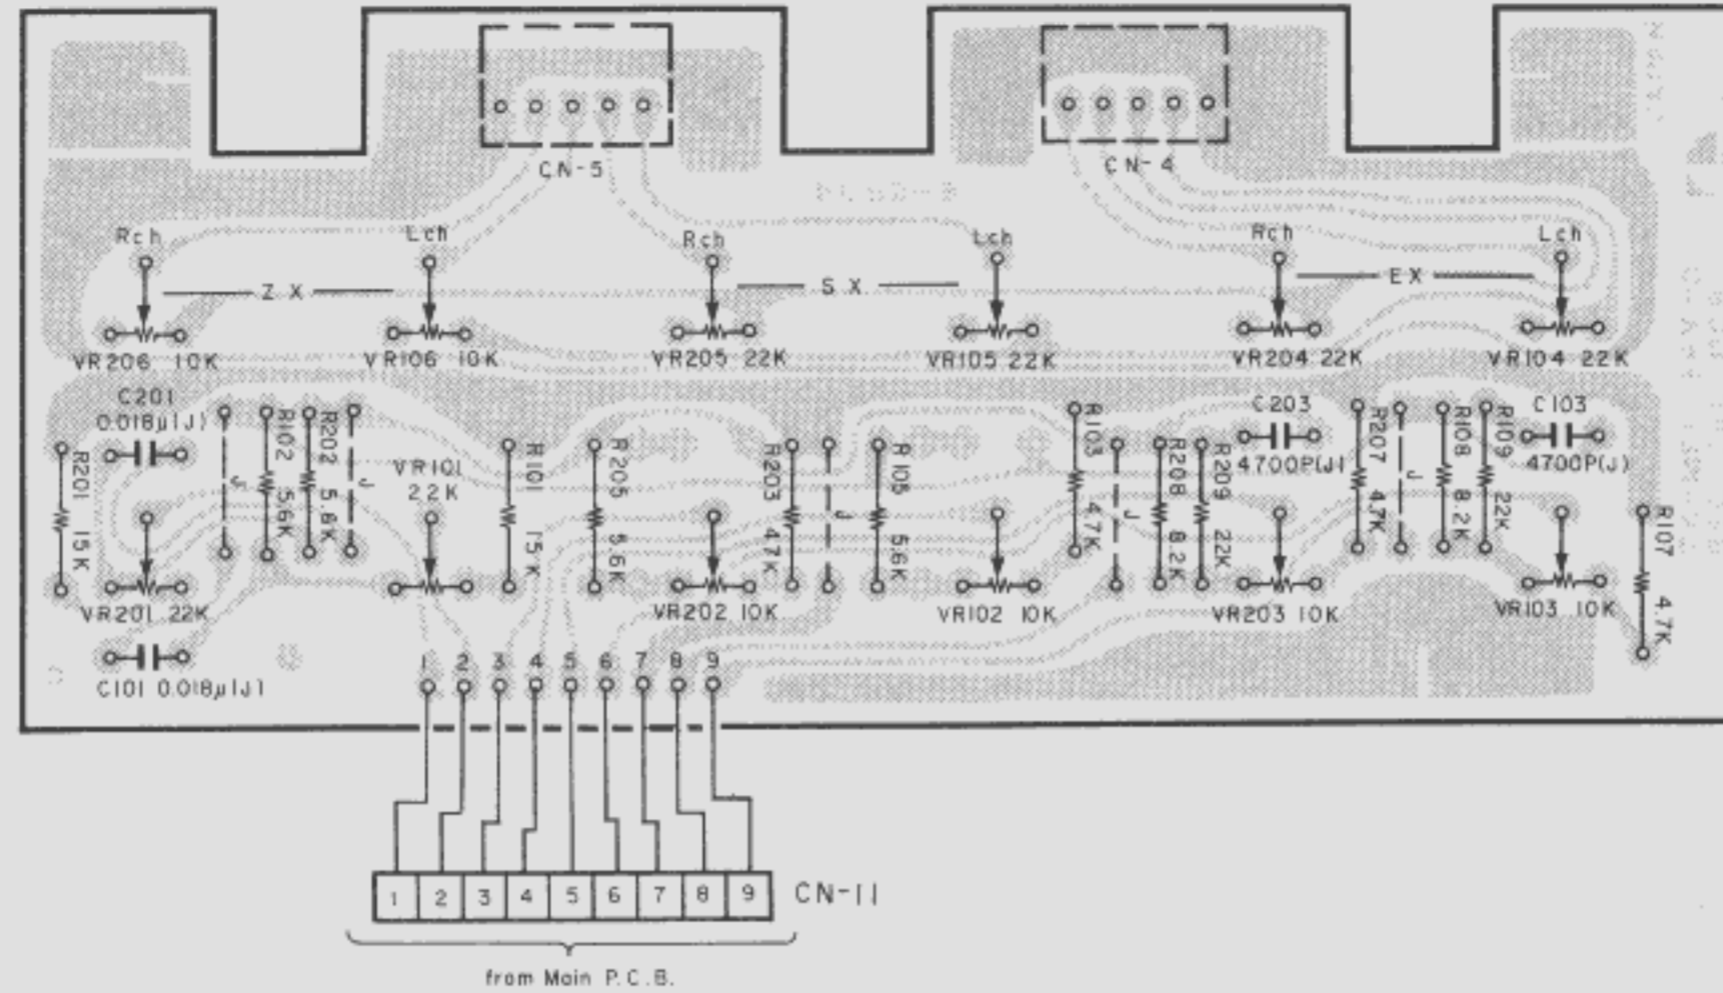 CN-5
CN-4
Rch
Lch
Rch
Lch
Rch
Lch
ZX
SX
EX
VR206 10K
VR106 10K
VR205 22K
VR105 22K
VR204 22K
VR104 22K
C201
0.018µ(J)
R201 15K
J
R102 5.6K
R202 5.6K
J
VR101
22K
R101 15K
R205 5.6K
R203 4.7K
J
R105 5.6K
R103 4.7K
J
R208 8.2K
R209 22K
C203
4700P(J)
R207 4.7K
J
R108 8.2K
R109 22K
C103
4700P(J)
R107 4.7K
VR201 22K
VR202 10K
VR102 10K
VR203 10K
VR103 10K
C101 0.018µ(J)
1 2 3 4 5 6 7 8 9
1 2 3 4 5 6 7 8 9
CN-11
from Main P.C.B.